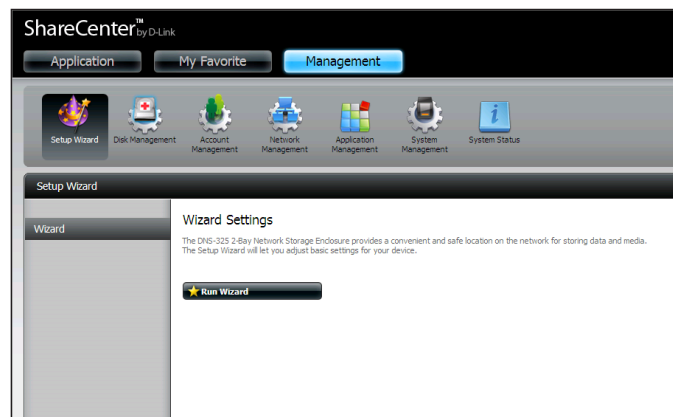 ShareCenter™ by D-Link
Application My Favorite Management
Setup Wizard Disk Management Account Management Network Management Application Management System Management System Status
Setup Wizard
Wizard
Wizard Settings
The DNS-325 2-Bay Network Storage Enclosure provides a convenient and safe location on the network for storing data and media.
The Setup Wizard will let you adjust basic settings for your device.
Run Wizard